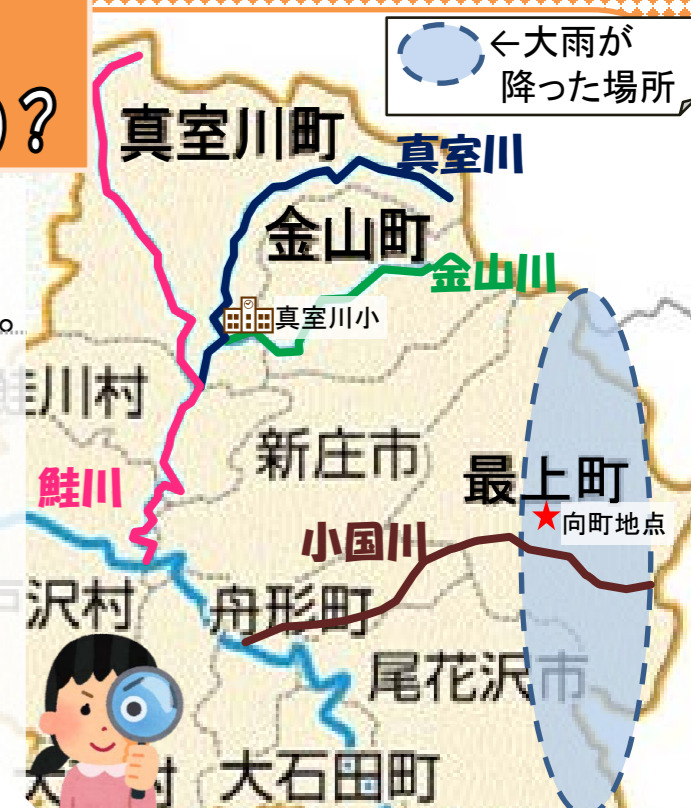 ?
←大雨が
降った場所
真室川町
真室川
金山町
金山川
真室川小
。
川村
新庄市
鮭川
最上町
向町地点
小国川
沢村
舟形町
尾花沢市
大石田町
村